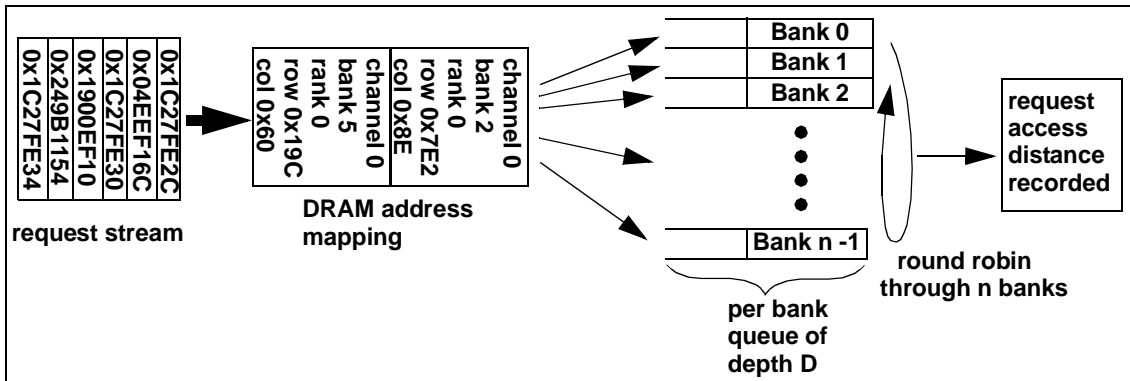 0x1C27FE2C
0x04EEF16C
0x1C27FE30
0x1900EF10
0x249B1154
0x1C27FE34
request stream
channel 0
bank 2
rank 0
row 0x7E2
col 0x8E
channel 0
bank 5
rank 0
row 0x19C
col 0x60
DRAM address
mapping
Bank 0
Bank 1
Bank 2
Bank n -1
per bank
queue of
depth D
round robin
through n banks
request
access
distance
recorded